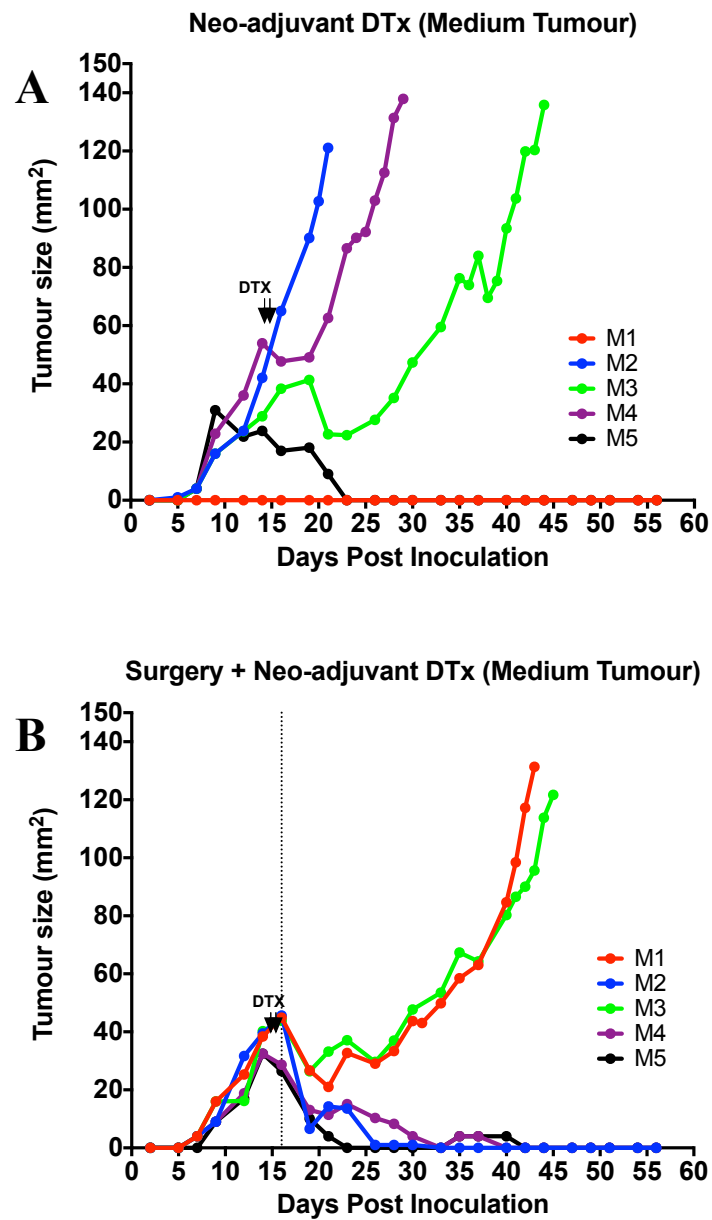 Neo-adjuvant DTx (Medium Tumour)
A
150
140
120
100
80
60
40
20
0
Tumour size (mm²)
DTX
M1
M2
M3
M4
M5
0 5 10 15 20 25 30 35 40 45 50 55 60
Days Post Inoculation
Surgery + Neo-adjuvant DTx (Medium Tumour)
B
150
140
120
100
80
60
40
20
0
Tumour size (mm²)
DTX
M1
M2
M3
M4
M5
0 5 10 15 20 25 30 35 40 45 50 55 60
Days Post Inoculation